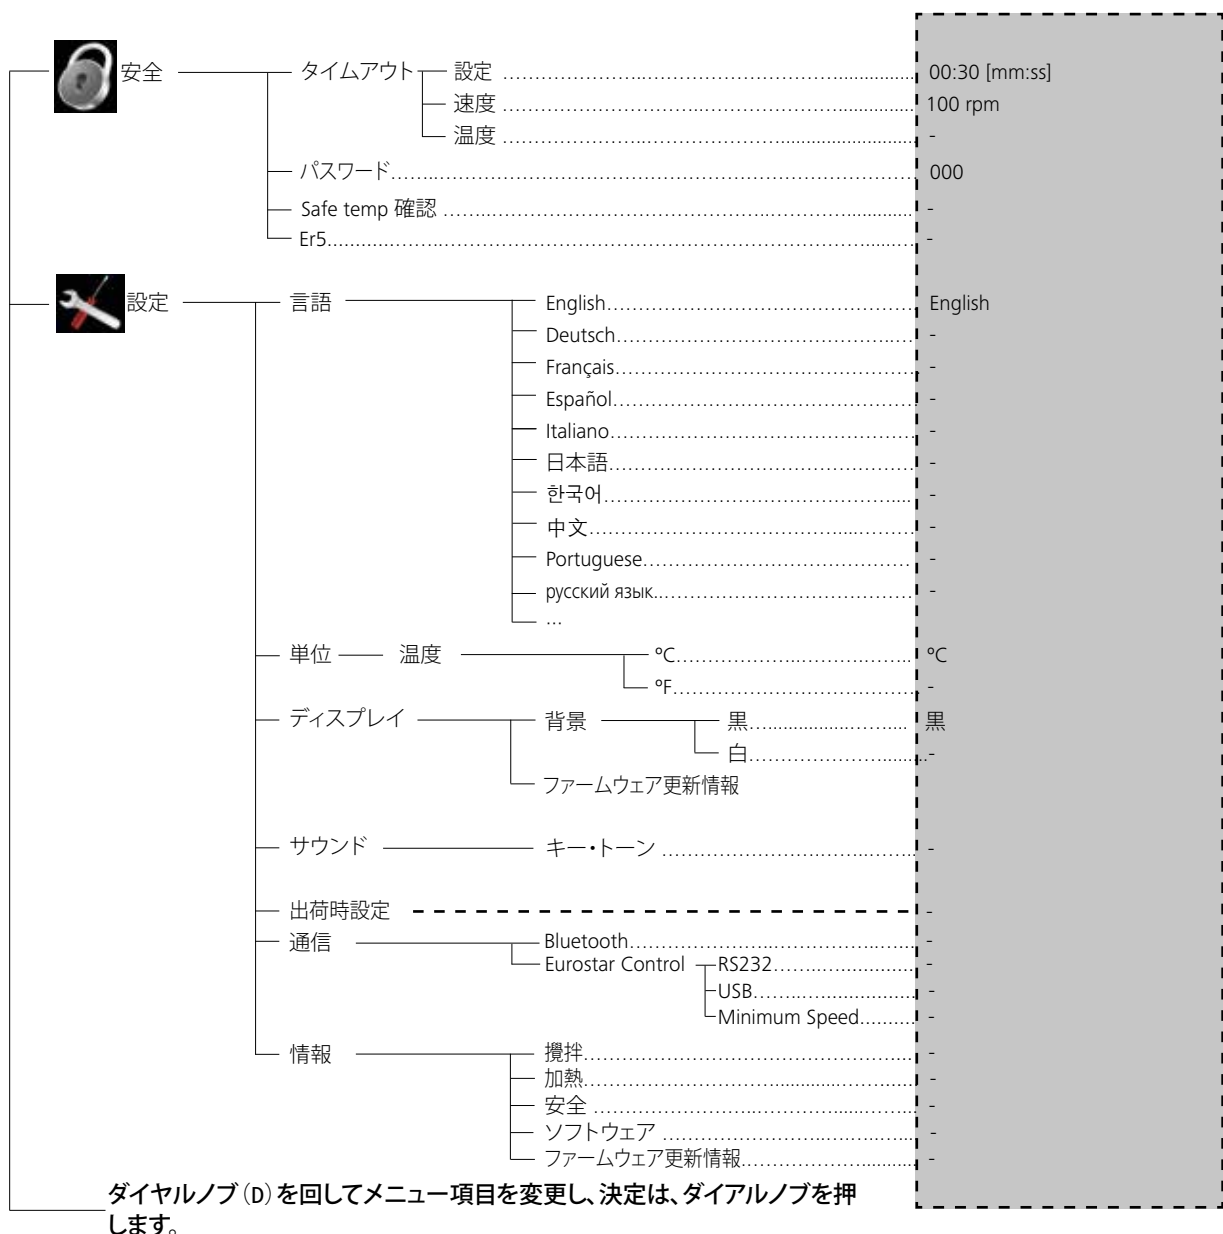 安全 タイムアウト 設定 00:30 [mm:ss]
速度 100 rpm
温度 -
パスワード 000
Safe temp 確認 -
Er5 -
設定 言語 English English
Deutsch -
Français -
Español -
Italiano -
日本語 -
한국어 -
中文 -
Portuguese -
русский язык -
...
単位 温度 ºC ºC
ºF -
ディスプレイ 背景 黒 黒
白 -
ファームウェア更新情報
サウンド キー・トーン -
出荷時設定 -
通信 Bluetooth -
Eurostar Control RS232 -
USB -
Minimum Speed -
情報 攪拌 -
加熱 -
安全 -
ソフトウェア -
ファームウェア更新情報 -
ダイヤルノブ（D）を回してメニュー項目を変更し、決定は、ダイアルノブを押
します。